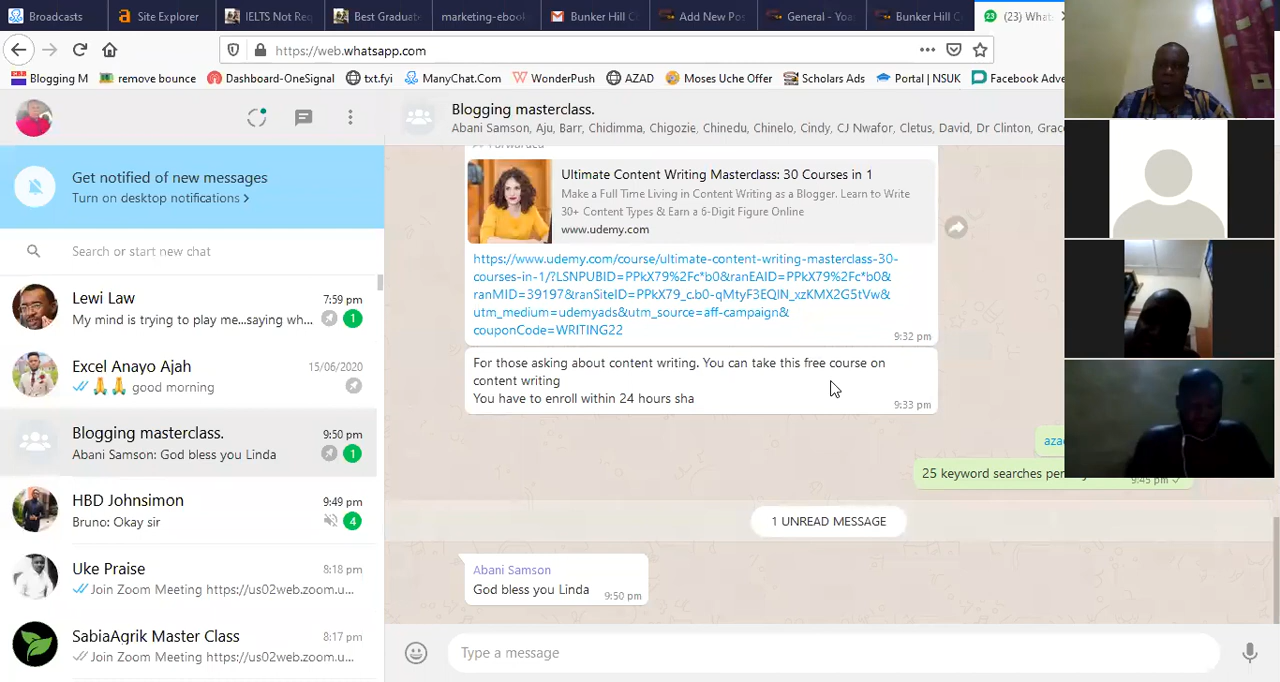 Broadcasts
Site Explorer
IELTS Not Req
Best Graduat
marketing-eboo
Bunker Hill C
Add New Pos
General - Yoa
Bunker Hill C
(23) What
https://web.whatsapp.com
Blogging M
remove bounce
Dashboard-OneSignal
txt.fyi
ManyChat.Com
WonderPush
AZAD
Moses Uche Offer
Scholars Ads
Portal | NSUK
Facebook Adve
Blogging masterclass.
Abani Samson, Aju, Barr, Chidimma, Chigozie, Chinedu, Chinelo, Cindy, CJ Nwafor, Cletus, David, Dr Clinton, Grace
Get notified of new messages
Turn on desktop notifications
Search or start new chat
Lewi Law
7:59 pm
My mind is trying to play me...saying wh...
1
Excel Anayo Ajah
15/06/2020
good morning
Blogging masterclass.
9:50 pm
Abani Samson: God bless you Linda
1
HBD Johnsimon
9:49 pm
Bruno: Okay sir
4
Uke Praise
8:18 pm
Join Zoom Meeting https://us02web.zoom.u...
SabiaAgrik Master Class
8:17 pm
Join Zoom Meeting https://us02web.zoom.u...
Forwarded
Ultimate Content Writing Masterclass: 30 Courses in 1
Make a Full Time Living in Content Writing as a Blogger. Learn to Write
30+ Content Types & Earn a 6-Digit Figure Online
www.udemy.com
https://www.udemy.com/course/ultimate-content-writing-masterclass-30-
courses-in-1/?LSNPUBID=PPkX79%2Fc*b0&ranEAID=PPkX79%2Fc*b0&
ranMID=39197&ranSiteID=PPkX79_c.b0-qMtyF3EQIN_xzKMX2G5tVw&
utm_medium=udemyads&utm_source=aff-campaign&
couponCode=WRITING22
9:32 pm
For those asking about content writing. You can take this free course on
content writing
You have to enroll within 24 hours sha
9:33 pm
azad
25 keyword searches per
9:45 pm
1 UNREAD MESSAGE
Abani Samson
God bless you Linda
9:50 pm
Type a message